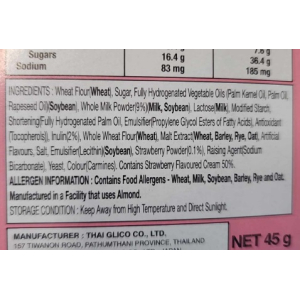 7.6 g
Sugars 16.4 g 36.4 g
Sodium 83 mg 185 mg
INGREDIENTS : Wheat Flour(Wheat), Sugar, Fully Hydrogenated Vegetable Oils (Palm Kernel Oil, Palm Oil,
Rapeseed Oil)(Soybean), Whole Milk Powder(9%)(Milk, Soybean), Lactose(Milk), Modified Starch,
Shortening(Fully Hydrogenated Palm Oil, Emulsifier(Propylene Glycol Esters of Fatty Acids), Antioxidant
(Tocopherols), Inulin(2%), Whole Wheat Flour(Wheat), Malt Extract(Wheat, Barley, Rye, Oat), Artificial
Flavours, Salt, Emulsifier(Lecithin)(Soybean), Strawberry Powder(0.1%), Raising Agent(Sodium
Bicarbonate), Yeast, Colour(Carmines). Contains Strawberry Flavoured Cream 50%.
ALLERGEN INFORMATION : Contains Food Allergens - Wheat, Milk, Soybean, Barley, Rye and Oat.
Manufactured in a Facility that uses Almond.
STORAGE CONDITION : Keep Away from High Temperature and Direct Sunlight.
MANUFACTURER : THAI GLICO CO., LTD.
157 TIWANON ROAD, PATHUMTHANI PROVINCE, THAILAND
NET 45 g